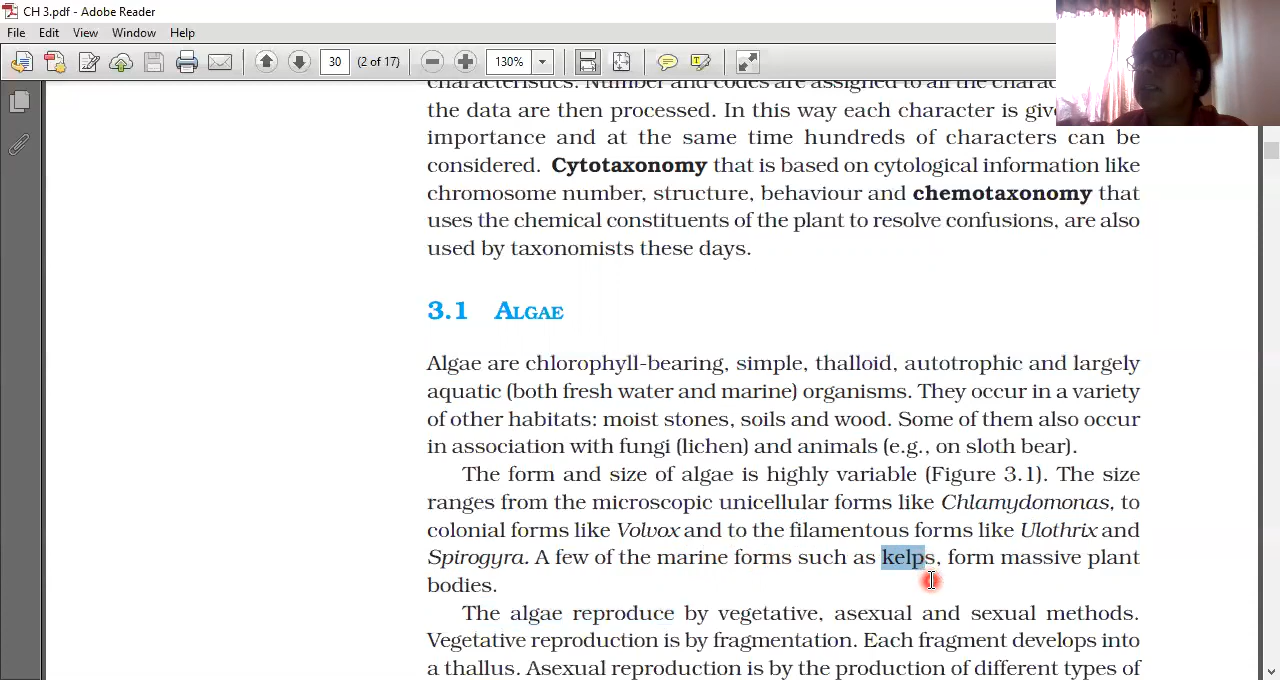 CH 3.pdf - Adobe Reader
File Edit View Window Help
30 (2 of 17) 130%
characteristics. Number and codes are assigned to all the
the data are then processed. In this way each character is
importance and at the same time hundreds of characters can be
considered. Cytotaxonomy that is based on cytological information like
chromosome number, structure, behaviour and chemotaxonomy that
uses the chemical constituents of the plant to resolve confusions, are also
used by taxonomists these days.
3.1 ALGAE
Algae are chlorophyll-bearing, simple, thalloid, autotrophic and largely
aquatic (both fresh water and marine) organisms. They occur in a variety
of other habitats: moist stones, soils and wood. Some of them also occur
in association with fungi (lichen) and animals (e.g., on sloth bear).
The form and size of algae is highly variable (Figure 3.1). The size
ranges from the microscopic unicellular forms like Chlamydomonas, to
colonial forms like Volvox and to the filamentous forms like Ulothrix and
Spirogyra. A few of the marine forms such as kelps, form massive plant
bodies.
The algae reproduce by vegetative, asexual and sexual methods.
Vegetative reproduction is by fragmentation. Each fragment develops into
a thallus. Asexual reproduction is by the production of different types of